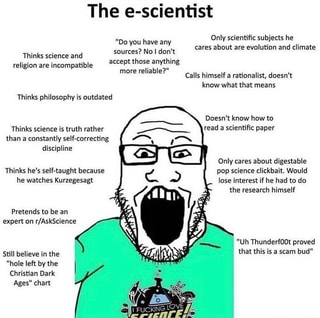 The e-scientist
"Do you have any
sources? No I don't
accept those anything
more reliable?"
Only scientific subjects he
cares about are evolution and climate
Thinks science and
religion are incompatible
Calls himself a rationalist, doesn't
know what that means
Thinks philosophy is outdated
Doesn't know how to
read a scientific paper
Thinks science is truth rather
than a constantly self-correcting
discipline
Only cares about digestable
pop science clickbait. Would
lose interest if he had to do
the research himself
Thinks he's self-taught because
he watches Kurzegesagt
Pretends to be an
expert on r/AskScience
"Uh Thunderf00t proved
that this is a scam bud"
Still believe in the
"hole left by the
Christian Dark
Ages" chart
I FUCKING LOVE
SCIENCE!